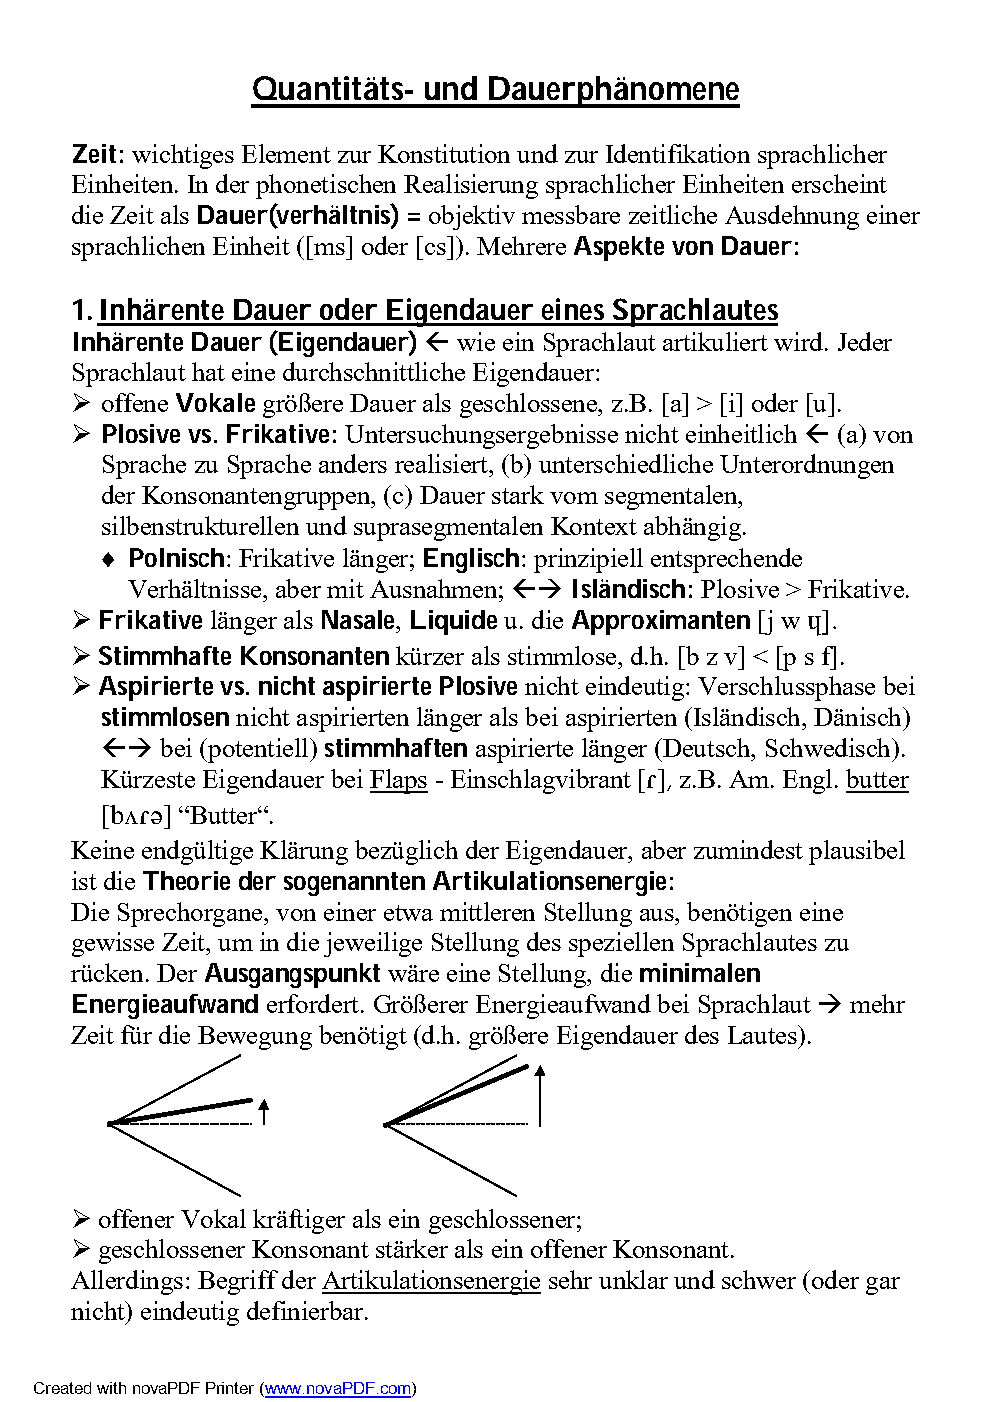 Quantitäts- und Dauerphänomene
Zeit: wichtiges Element zur Konstitution und zur Identifikation sprachlicher
Einheiten. In der phonetischen Realisierung sprachlicher Einheiten erscheint
die Zeit als Dauer(verhältnis) = objektiv messbare zeitliche Ausdehnung einer
sprachlichen Einheit ([ms] oder [cs]). Mehrere Aspekte von Dauer:
1. Inhärente Dauer oder Eigendauer eines Sprachlautes
Inhärente Dauer (Eigendauer) ← wie ein Sprachlaut artikuliert wird. Jeder
Sprachlaut hat eine durchschnittliche Eigendauer:
➢ offene Vokale größere Dauer als geschlossene, z.B. [a] > [i] oder [u].
➢ Plosive vs. Frikative: Untersuchungsergebnisse nicht einheitlich ← (a) von
Sprache zu Sprache anders realisiert, (b) unterschiedliche Unterordnungen
der Konsonantengruppen, (c) Dauer stark vom segmentalen,
silbenstrukturellen und suprasegmentalen Kontext abhängig.
♦ Polnisch: Frikative länger; Englisch: prinzipiell entsprechende
Verhältnisse, aber mit Ausnahmen; ←→ Isländisch: Plosive > Frikative.
➢ Frikative länger als Nasale, Liquide u. die Approximanten [j w ɥ].
➢ Stimmhafte Konsonanten kürzer als stimmlose, d.h. [b z v] < [p s f].
➢ Aspirierte vs. nicht aspirierte Plosive nicht eindeutig: Verschlussphase bei
stimmlosen nicht aspirierten länger als bei aspirierten (Isländisch, Dänisch)
←→ bei (potentiell) stimmhaften aspirierte länger (Deutsch, Schwedisch).
Kürzeste Eigendauer bei Flaps - Einschlagvibrant [ɾ], z.B. Am. Engl. butter
[bʌɾə] “Butter“.
Keine endgültige Klärung bezüglich der Eigendauer, aber zumindest plausibel
ist die Theorie der sogenannten Artikulationsenergie:
Die Sprechorgane, von einer etwa mittleren Stellung aus, benötigen eine
gewisse Zeit, um in die jeweilige Stellung des speziellen Sprachlautes zu
rücken. Der Ausgangspunkt wäre eine Stellung, die minimalen
Energieaufwand erfordert. Größerer Energieaufwand bei Sprachlaut → mehr
Zeit für die Bewegung benötigt (d.h. größere Eigendauer des Lautes).
➢ offener Vokal kräftiger als ein geschlossener;
➢ geschlossener Konsonant stärker als ein offener Konsonant.
Allerdings: Begriff der Artikulationsenergie sehr unklar und schwer (oder gar
nicht) eindeutig definierbar.
Created with novaPDF Printer (www.novaPDF.com)